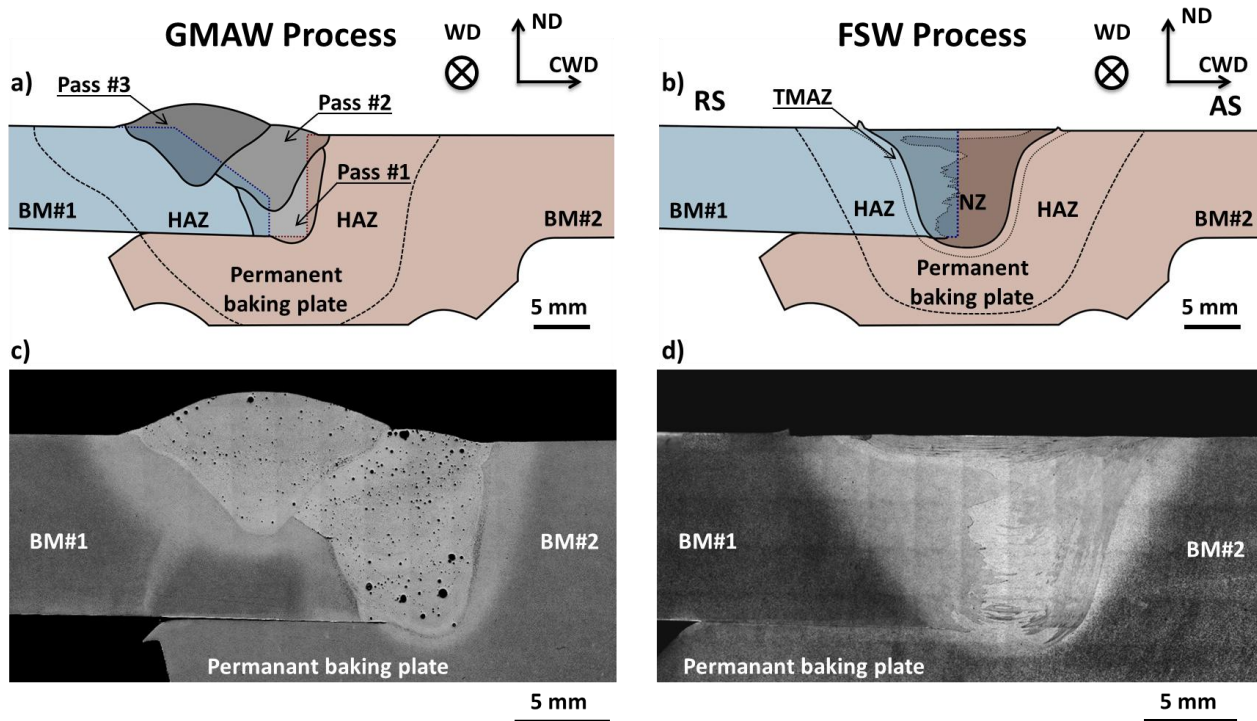 GMAW Process
WD
ND
CWD
a)
Pass #3
Pass #2
Pass #1
BM#1
HAZ
HAZ
BM#2
Permanent
baking plate
5 mm
FSW Process
WD
ND
CWD
b)
RS
TMAZ
AS
BM#1
HAZ
NZ
HAZ
BM#2
Permanent
baking plate
5 mm
c)
BM#1
BM#2
Permanant baking plate
5 mm
d)
BM#1
BM#2
Permanant baking plate
5 mm